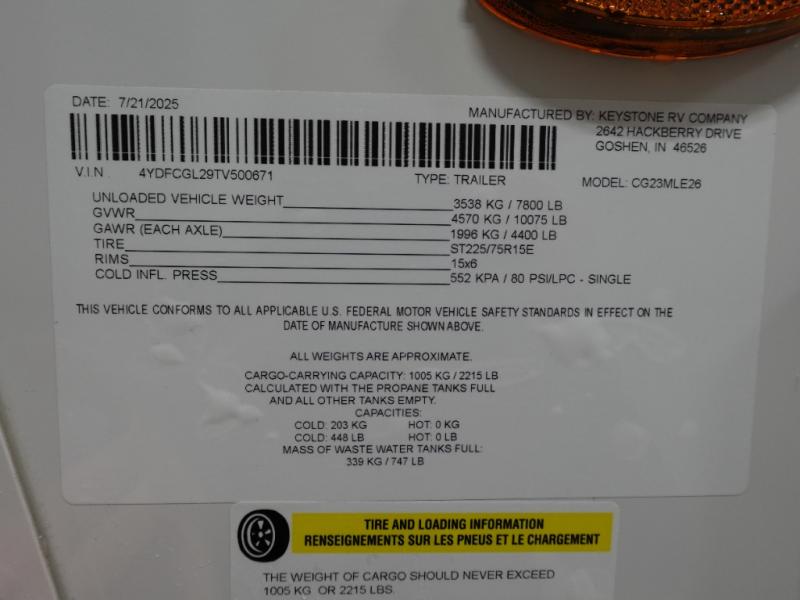 DATE: 7/21/2025
MANUFACTURED BY: KEYSTONE RV COMPANY
2642 HACKBERRY DRIVE
GOSHEN, IN 46526
V.I.N. 4YDFCGL29TV500671 TYPE: TRAILER MODEL: CG23MLE26
UNLOADED VEHICLE WEIGHT 3538 KG / 7800 LB
GVWR 4570 KG / 10075 LB
GAWR (EACH AXLE) 1996 KG / 4400 LB
TIRE ST225/75R15E
RIMS 15x6
COLD INFL. PRESS 552 KPA / 80 PSI/LPC - SINGLE
THIS VEHICLE CONFORMS TO ALL APPLICABLE U.S. FEDERAL MOTOR VEHICLE SAFETY STANDARDS IN EFFECT ON THE
DATE OF MANUFACTURE SHOWN ABOVE.
ALL WEIGHTS ARE APPROXIMATE.
CARGO-CARRYING CAPACITY: 1005 KG / 2215 LB
CALCULATED WITH THE PROPANE TANKS FULL
AND ALL OTHER TANKS EMPTY.
CAPACITIES:
COLD: 203 KG HOT: 0 KG
COLD: 448 LB HOT: 0 LB
MASS OF WASTE WATER TANKS FULL:
339 KG / 747 LB
TIRE AND LOADING INFORMATION
RENSEIGNEMENTS SUR LES PNEUS ET LE CHARGEMENT
THE WEIGHT OF CARGO SHOULD NEVER EXCEED
1005 KG OR 2215 LBS.